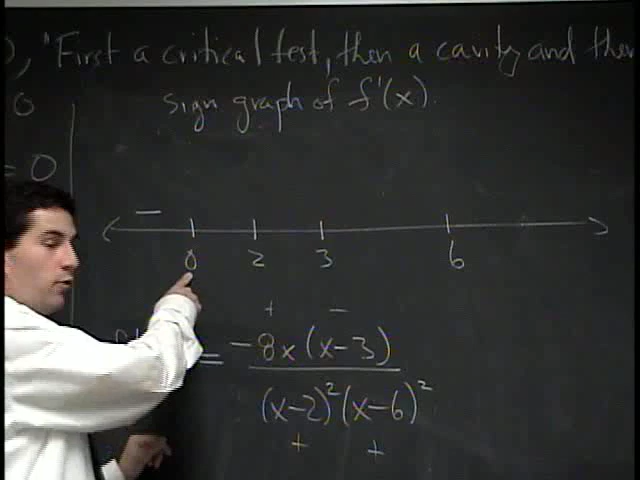 ), "First a critical test, then a cavity and then
0
sign graph of f'(x).
= 0
−
0 2 3 6
+ −
= −8x(x−3)
(x−2)² (x−6)²
+ +